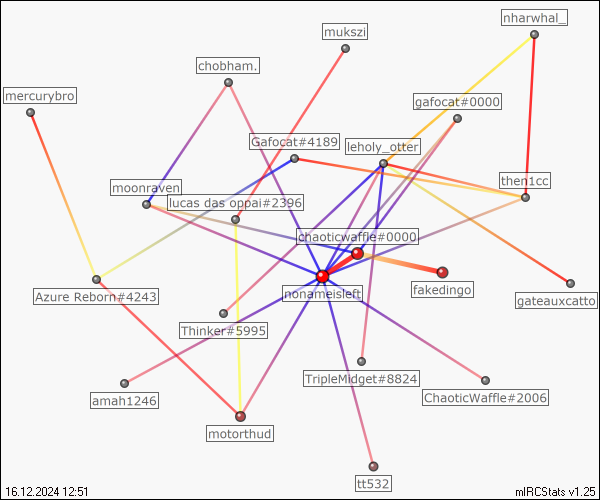 nharwhal_
mukszi
chobham.
mercurybro
gafocat#0000
Gafocat#4189
leholy_otter
then1cc
moonraven
lucas das oppai#2396
chaoticwaffle#0000
Azure Reborn#4243
nonameisleft
fakedingo
gateauxcatto
Thinker#5995
TripleMidget#8824
ChaoticWaffle#2006
amah1246
motorthud
tt532
16.12.2024 12:51
mIRCStats v1.25